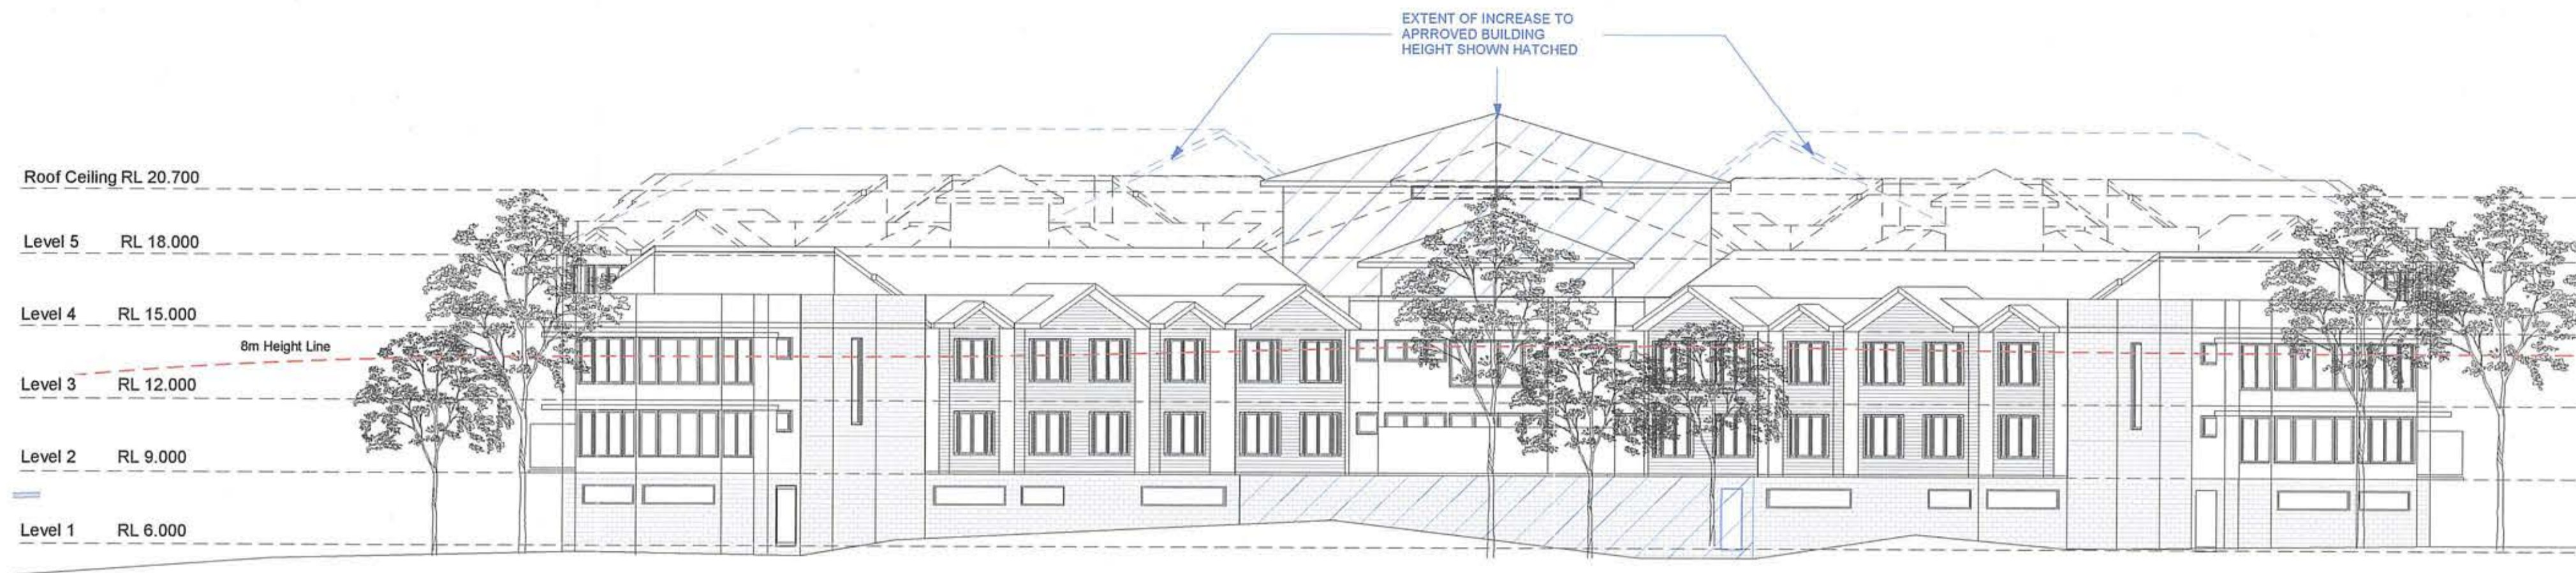 EXTENT OF INCREASE TO
APRROVED BUILDING
HEIGHT SHOWN HATCHED
Roof Ceiling RL 20.700
Level 5 RL 18.000
Level 4 RL 15.000
8m Height Line
Level 3 RL 12.000
Level 2 RL 9.000
Level 1 RL 6.000